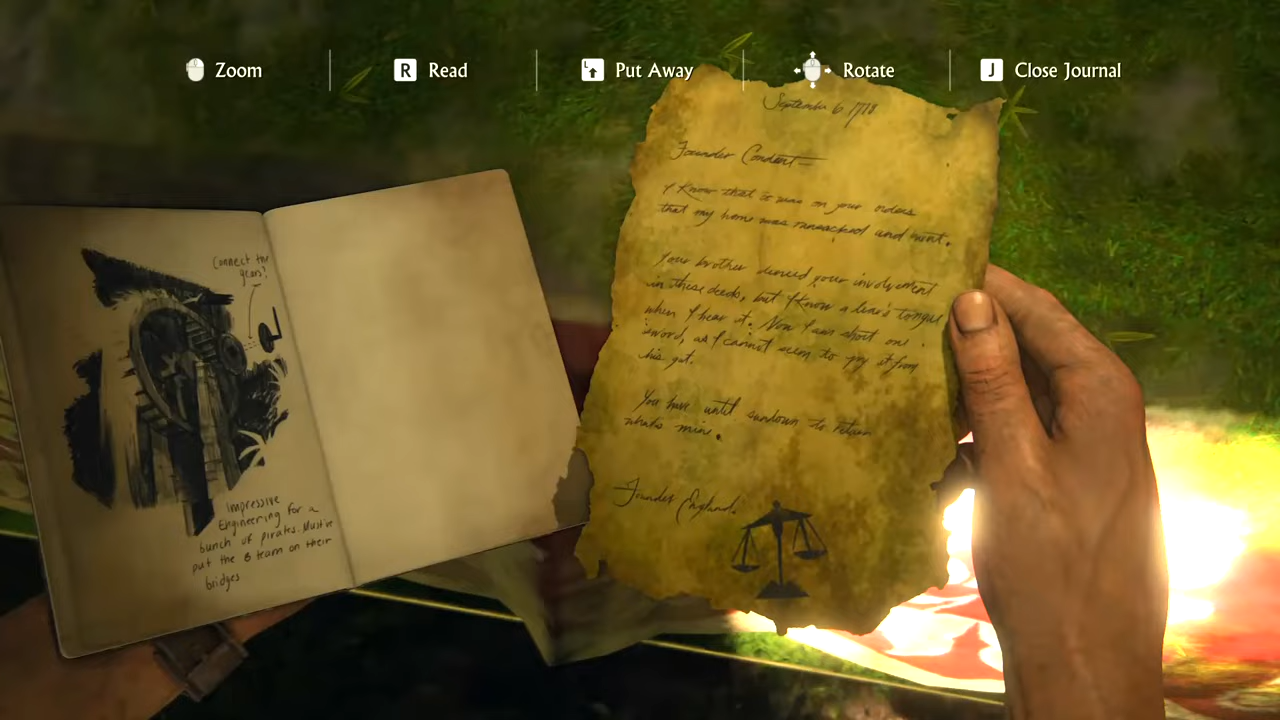 Zoom
R Read
L Put Away
Rotate
J Close Journal
Connect the
gears?
Impressive
Engineering for a
bunch of pirates. Must've
put the B team on their
bridges
September 6 1718
Founder Condent—
I know that it was on your orders
that my home was ransacked and burnt.
Your brother denied your involvement
in these deeds, but I know a liar's tongue
when I hear it. Now I am short one
sword, as I cannot seem to pry it from
his gut.
You have until sundown to return
what's mine.
Founder England.